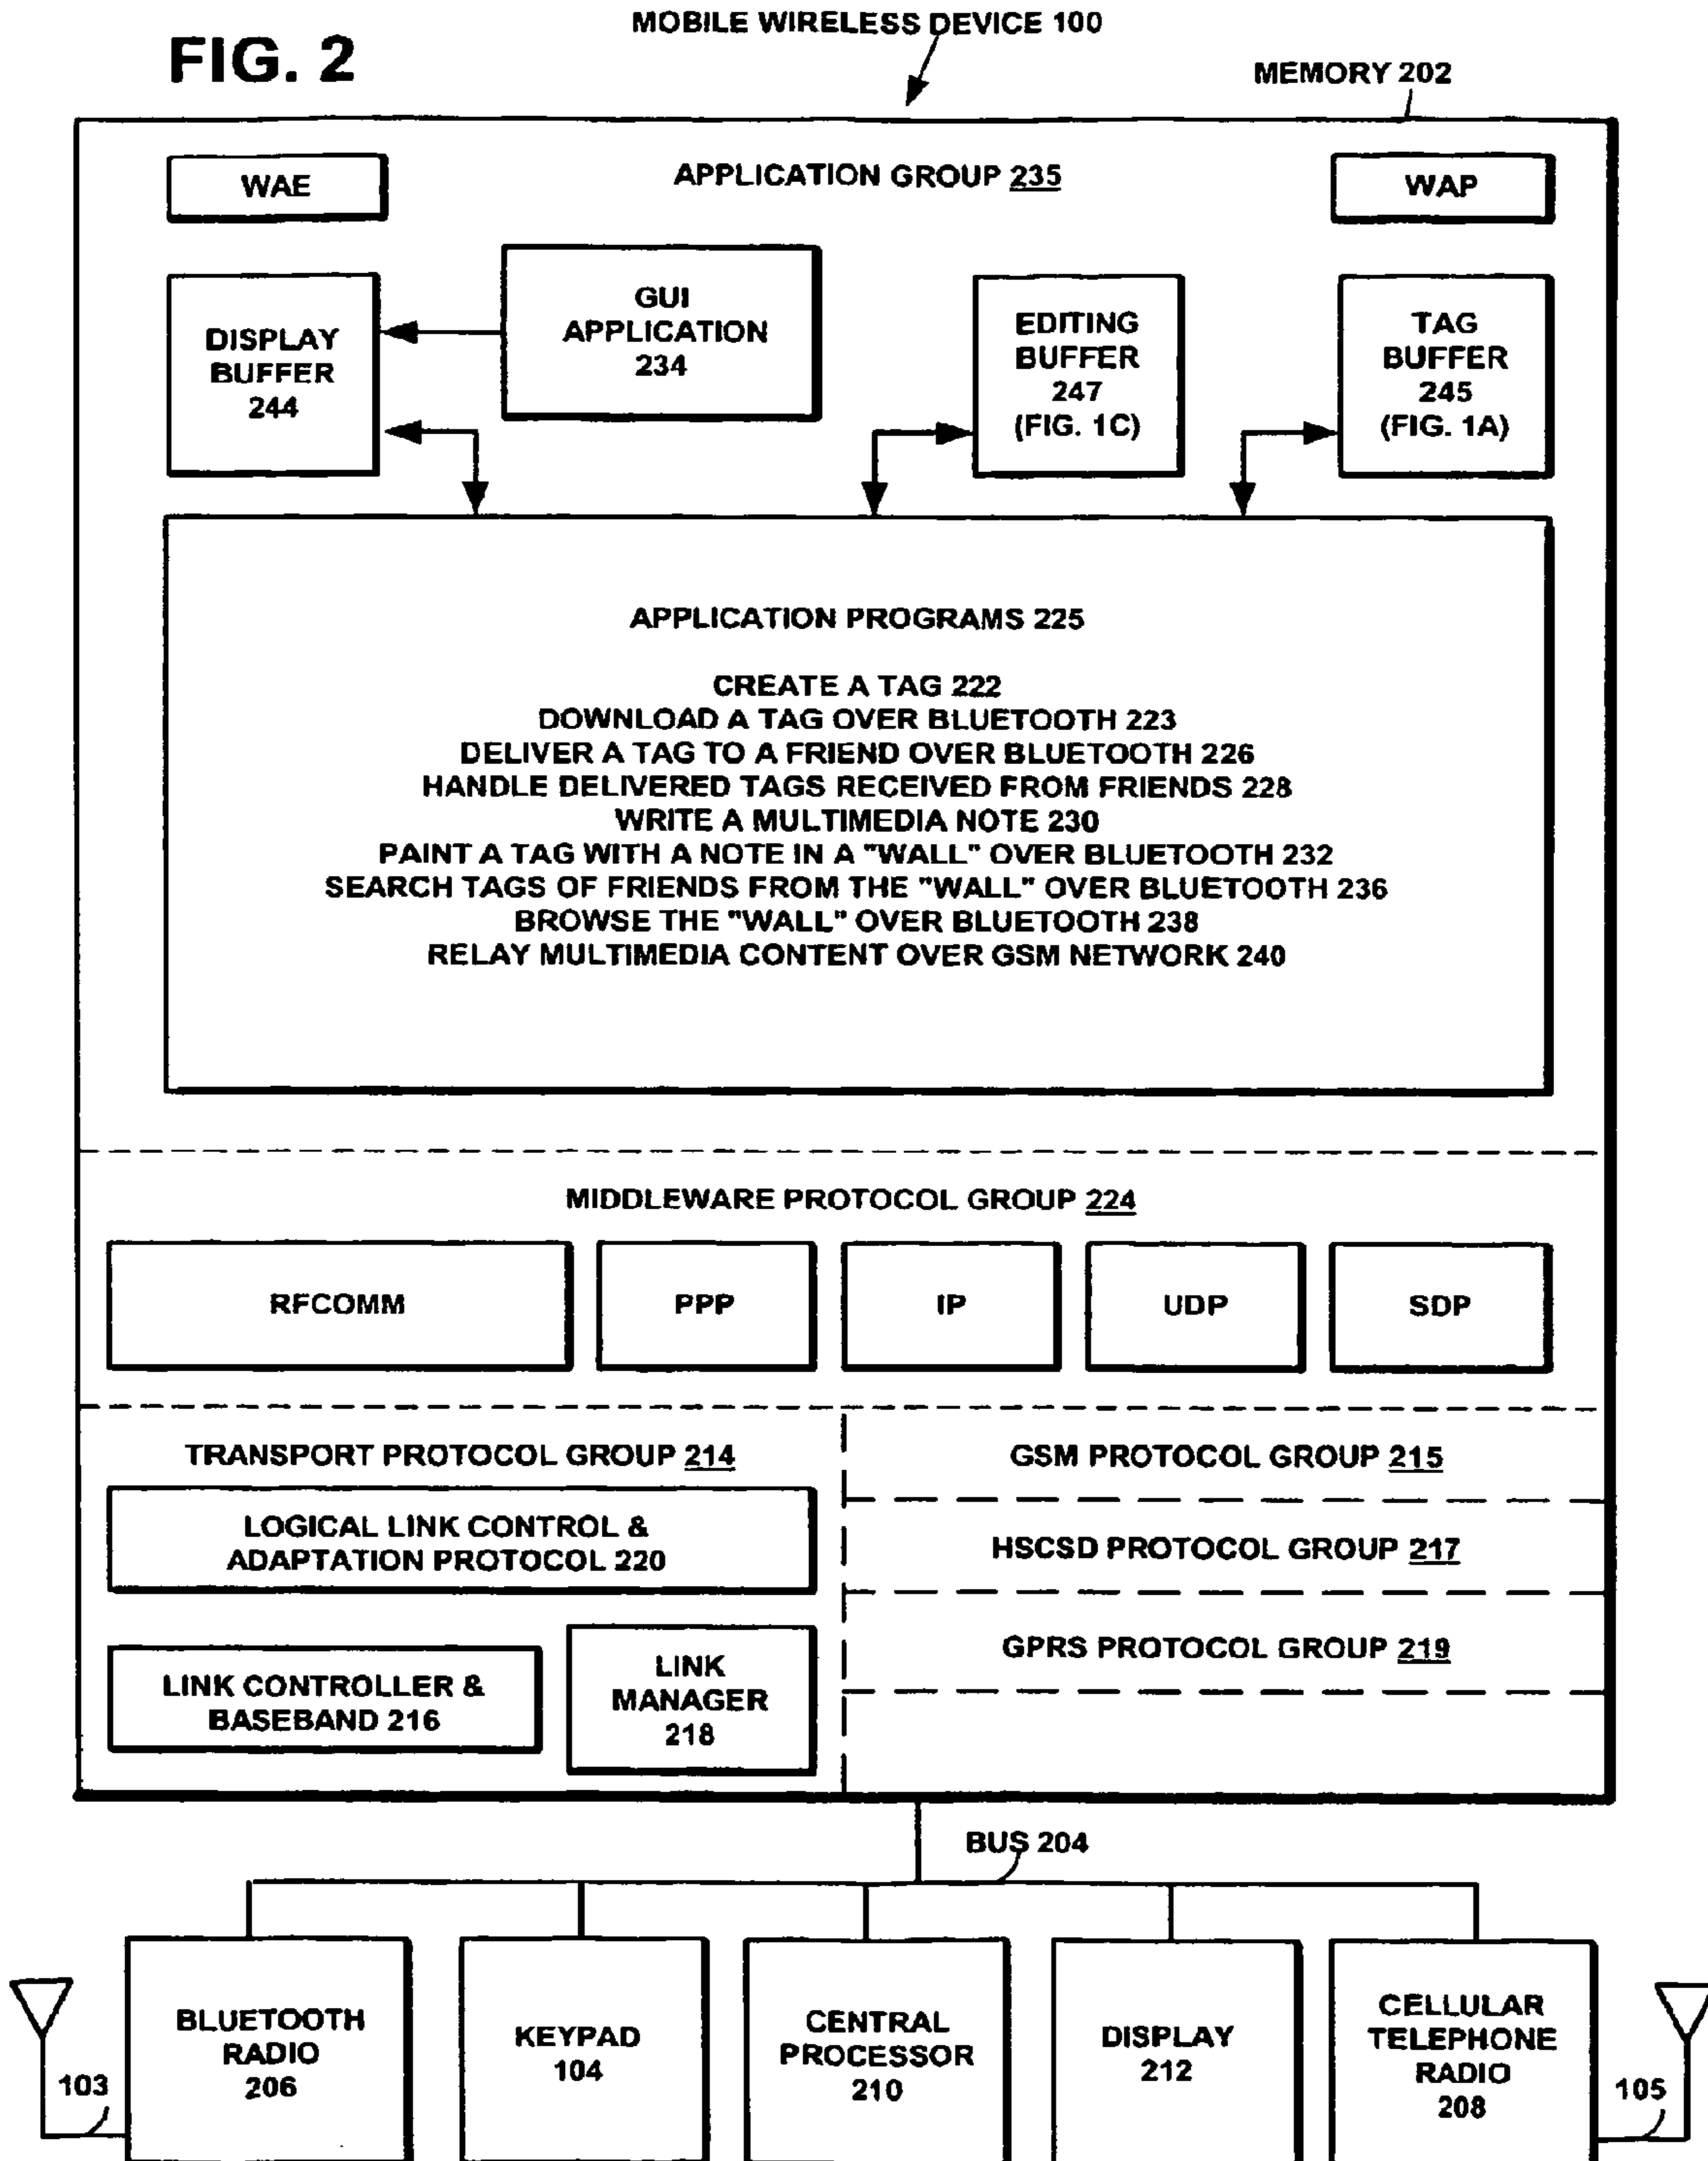 FIG. 2
MOBILE WIRELESS DEVICE 100
MEMORY 202
WAE
APPLICATION GROUP 235
WAP
DISPLAY
BUFFER
244
GUI
APPLICATION
234
EDITING
BUFFER
247
(FIG. 1C)
TAG
BUFFER
245
(FIG. 1A)
APPLICATION PROGRAMS 225
CREATE A TAG 222
DOWNLOAD A TAG OVER BLUETOOTH 223
DELIVER A TAG TO A FRIEND OVER BLUETOOTH 226
HANDLE DELIVERED TAGS RECEIVED FROM FRIENDS 228
WRITE A MULTIMEDIA NOTE 230
PAINT A TAG WITH A NOTE IN A "WALL" OVER BLUETOOTH 232
SEARCH TAGS OF FRIENDS FROM THE "WALL" OVER BLUETOOTH 236
BROWSE THE "WALL" OVER BLUETOOTH 238
RELAY MULTIMEDIA CONTENT OVER GSM NETWORK 240
MIDDLEWARE PROTOCOL GROUP 224
RFCOMM
PPP
IP
UDP
SDP
TRANSPORT PROTOCOL GROUP 214
LOGICAL LINK CONTROL &
ADAPTATION PROTOCOL 220
LINK CONTROLLER &
BASEBAND 216
LINK
MANAGER
218
GSM PROTOCOL GROUP 215
HSCSD PROTOCOL GROUP 217
GPRS PROTOCOL GROUP 219
BUS 204
103
BLUETOOTH
RADIO
206
KEYPAD
104
CENTRAL
PROCESSOR
210
DISPLAY
212
CELLULAR
TELEPHONE
RADIO
208
105